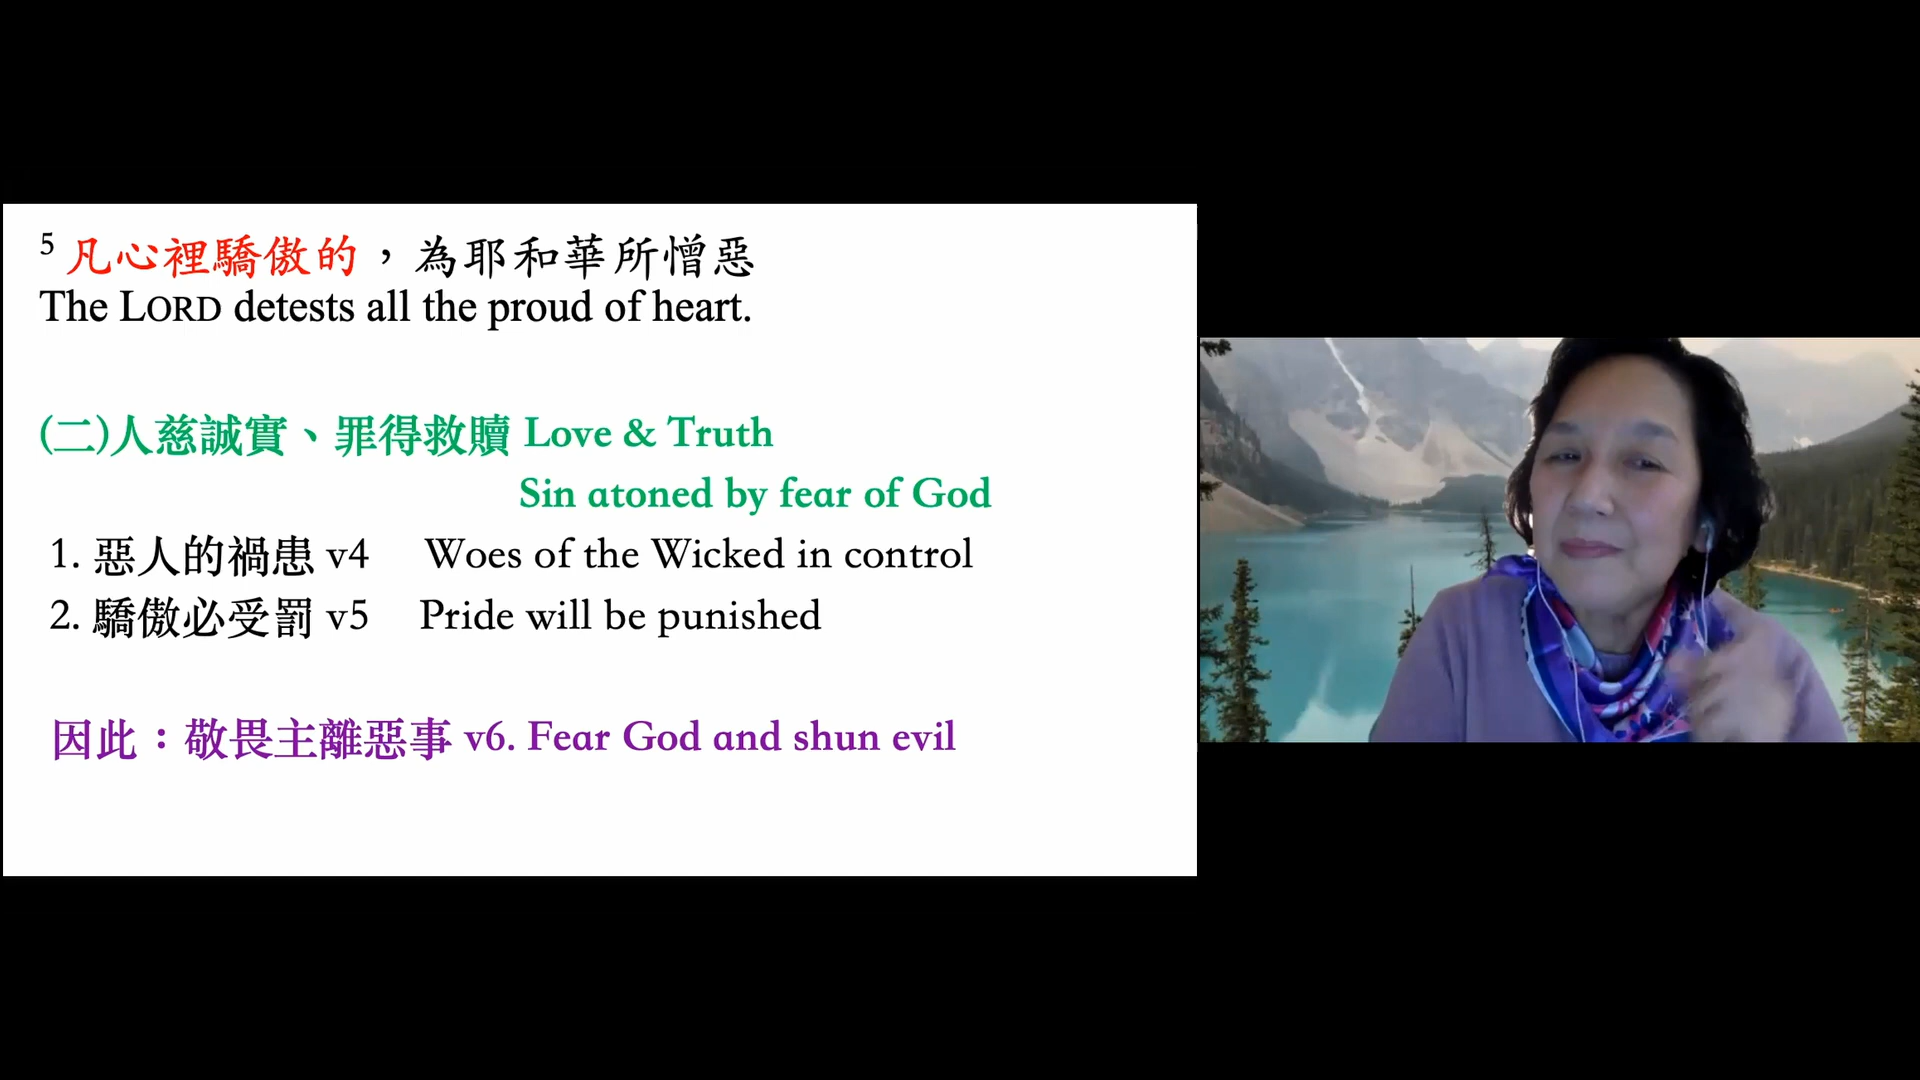 5 凡心裡驕傲的，為耶和華所憎惡
The LORD detests all the proud of heart.
(二)人慈誠實、罪得救贖 Love & Truth
Sin atoned by fear of God
1. 惡人的禍患 v4 Woes of the Wicked in control
2. 驕傲必受罰 v5 Pride will be punished
因此：敬畏主離惡事 v6. Fear God and shun evil